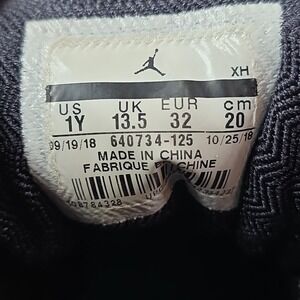 XH
US UK EUR cm
1Y 13.5 32 20
09/19/18 640734-125 10/25/18
MADE IN CHINA
FABRIQUE EN CHINE